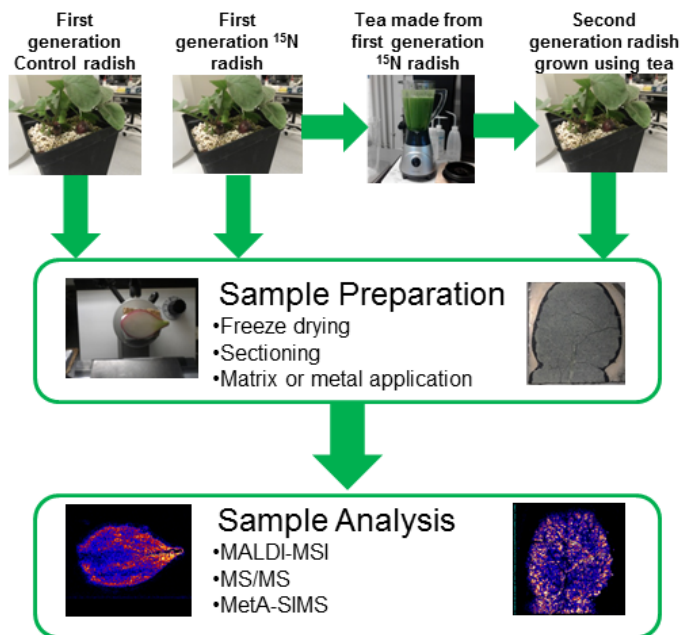 First
generation
Control radish
First
generation ¹⁵N
radish
Tea made from
first generation
¹⁵N radish
Second
generation radish
grown using tea
Sample Preparation
•Freeze drying
•Sectioning
•Matrix or metal application
Sample Analysis
•MALDI-MSI
•MS/MS
•MetA-SIMS